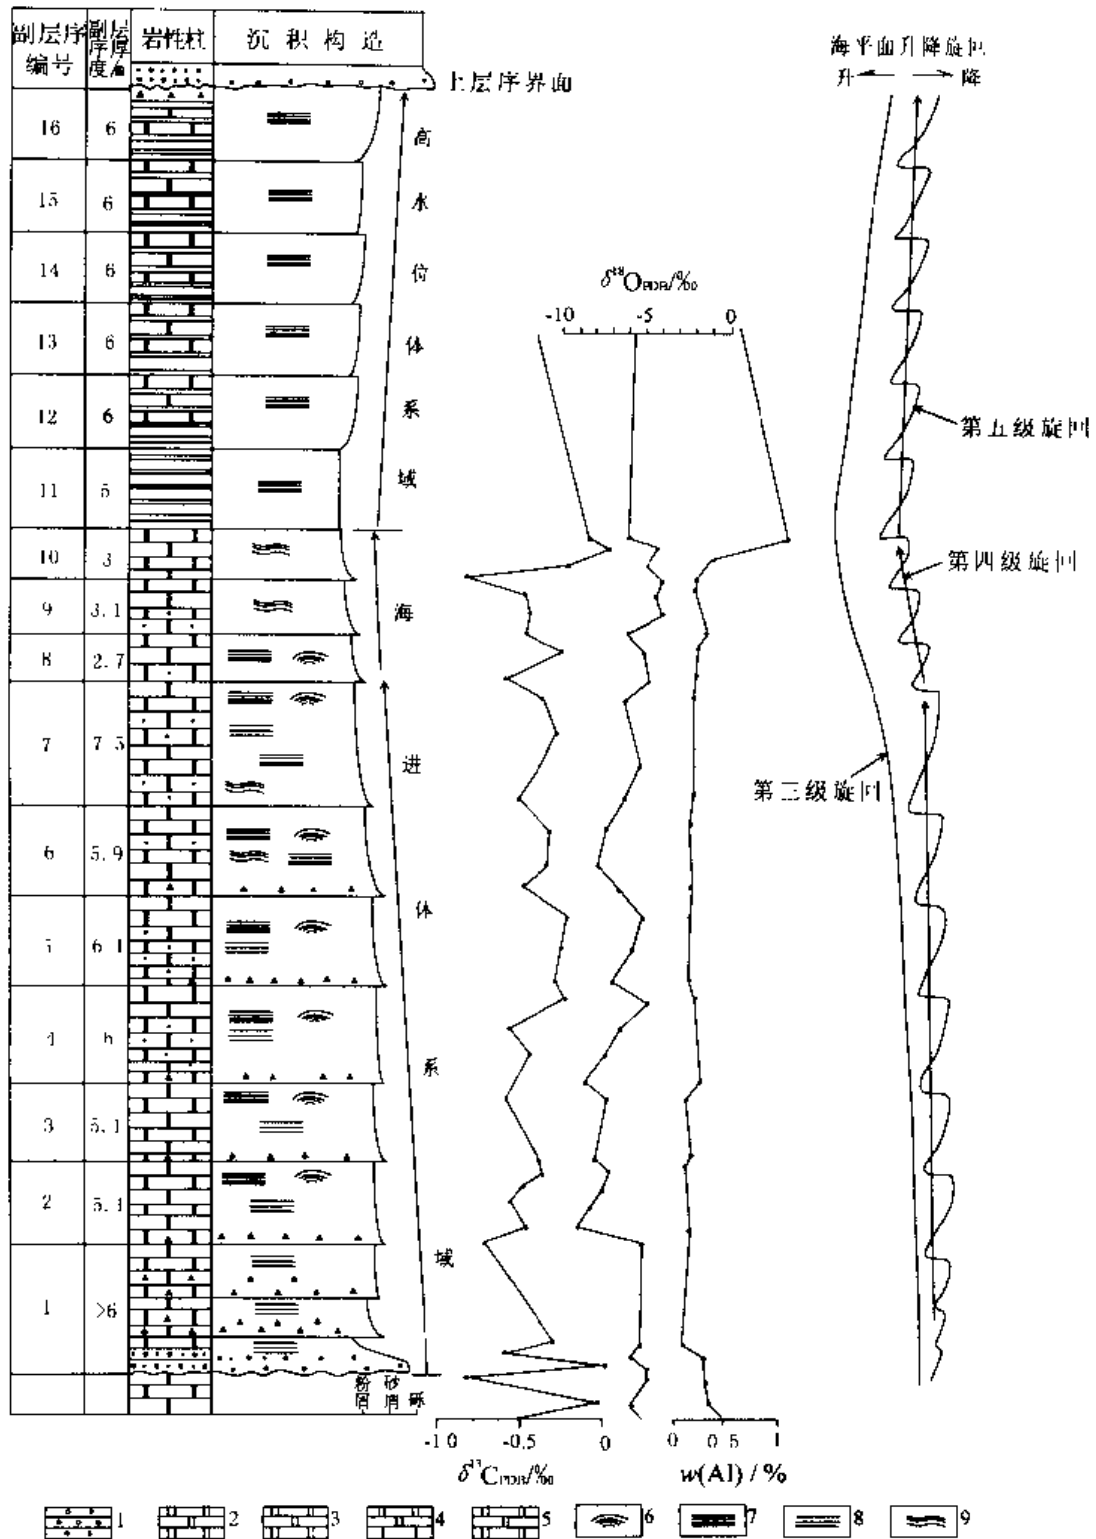 副层序编号
副层序厚度/m
岩性柱
沉积构造
上层序界面
海平面升降旋回
升
降
16 6
15 6
14 6
13 6
12 6
11 5
10 3
9 3.1
8 2.7
7 7.5
6 5.9
5 6.1
4 6
3 5.1
2 5.1
1 >6
高水位体系域
海进体系域
δ¹⁸O PDB/‰
-10 -5 0
第五级旋回
第四级旋回
第三级旋回
粉屑 砂屑 砾
-1.0 -0.5 0
δ¹³C PDB/‰
0 0.5 1
w(Al) / %
1 2 3 4 5 6 7 8 9